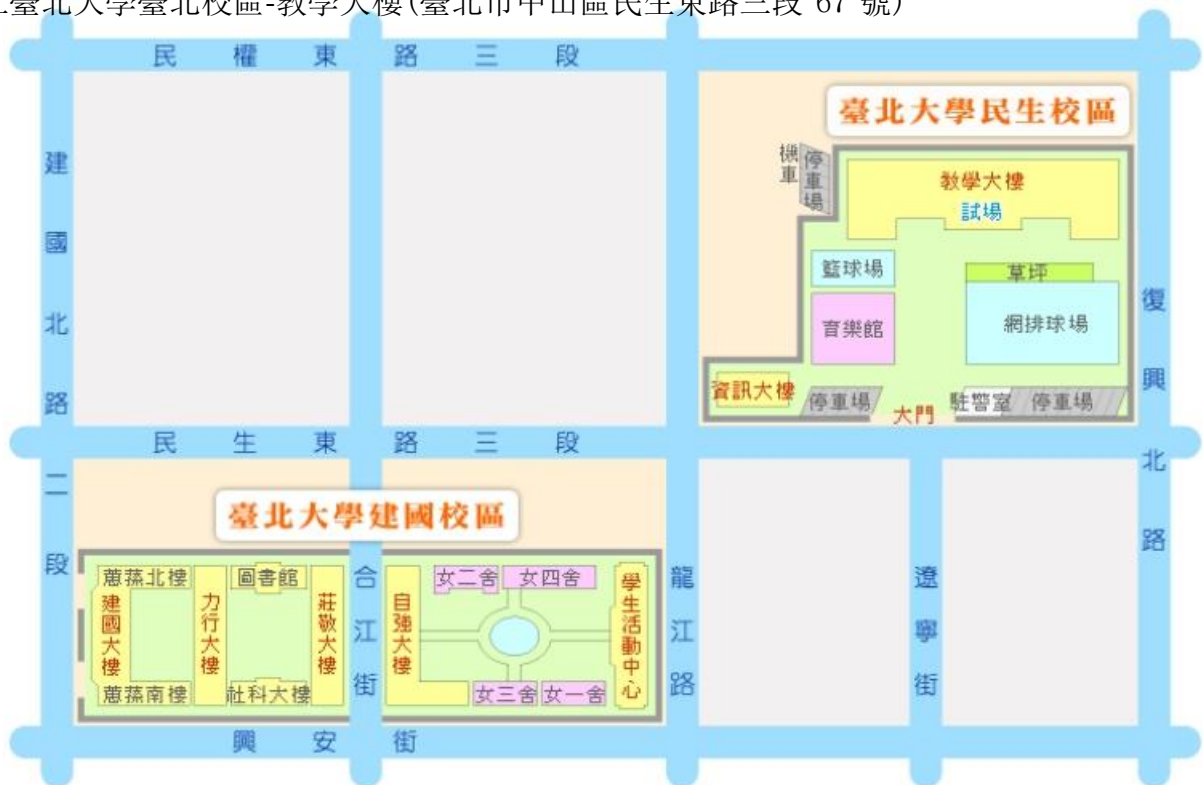 臺北大學臺北校區-教學大樓(臺北市中山區民生東路三段 67 號)
民權東路三段
臺北大學民生校區
建國北路二段
機車停車場
教學大樓
試場
籃球場
草坪
育樂館
網排球場
復興北路
資訊大樓
停車場
大門
駐警室
停車場
民生東路三段
臺北大學建國校區
蕙蓀北樓
圖書館
合江街
女二舍
女四舍
學生活動中心
龍江路
遼寧街
建國大樓
力行大樓
莊敬大樓
自強大樓
蕙蓀南樓
社科大樓
女三舍
女一舍
興安街